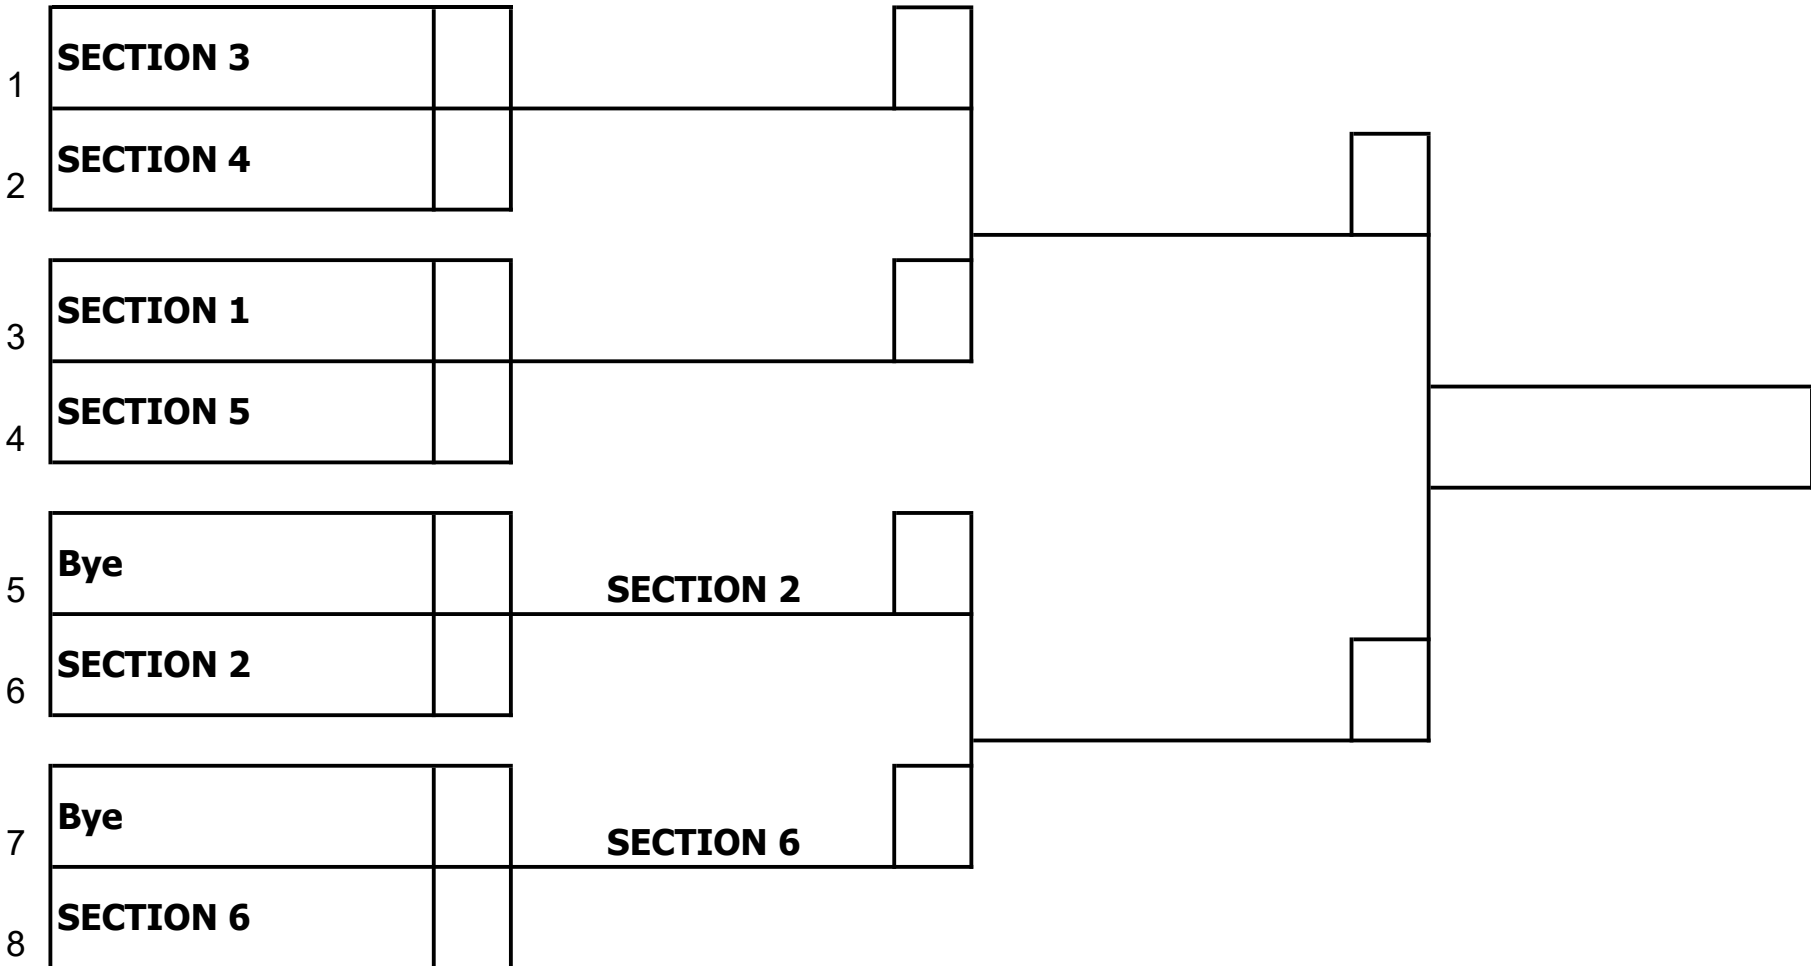 1
SECTION 3
2
SECTION 4
3
SECTION 1
4
SECTION 5
5
Bye
SECTION 2
6
SECTION 2
7
Bye
SECTION 6
8
SECTION 6